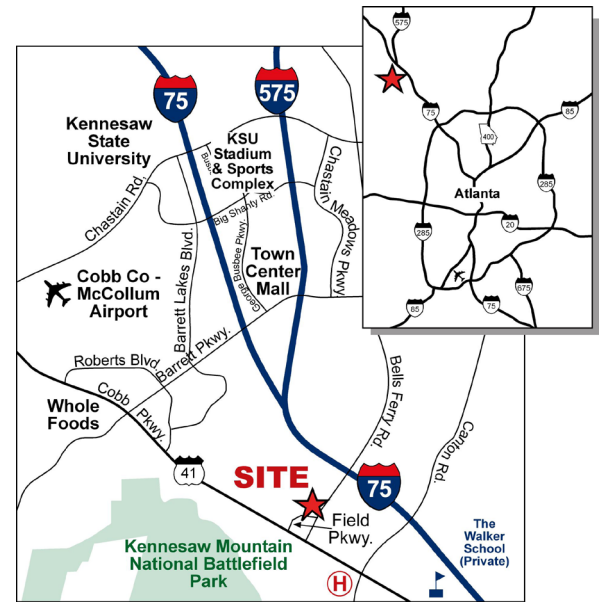 75
575
Kennesaw
State
University
KSU
Stadium
& Sports
Complex
Chastain Rd.
Big Shanty Rd.
Chastain Meadows Pkwy.
George Busbee Pkwy.
Town
Center
Mall
Cobb Co -
McCollum
Airport
Barrett Lakes Blvd.
Barrett Pkwy.
Roberts Blvd.
Cobb Pkwy.
Whole
Foods
41
SITE
Bells Ferry Rd.
Canton Rd.
75
Field
Pkwy.
The
Walker
School
(Private)
Kennesaw Mountain
National Battlefield
Park
H
575
75
85
400
285
Atlanta
20
285
675
85
75